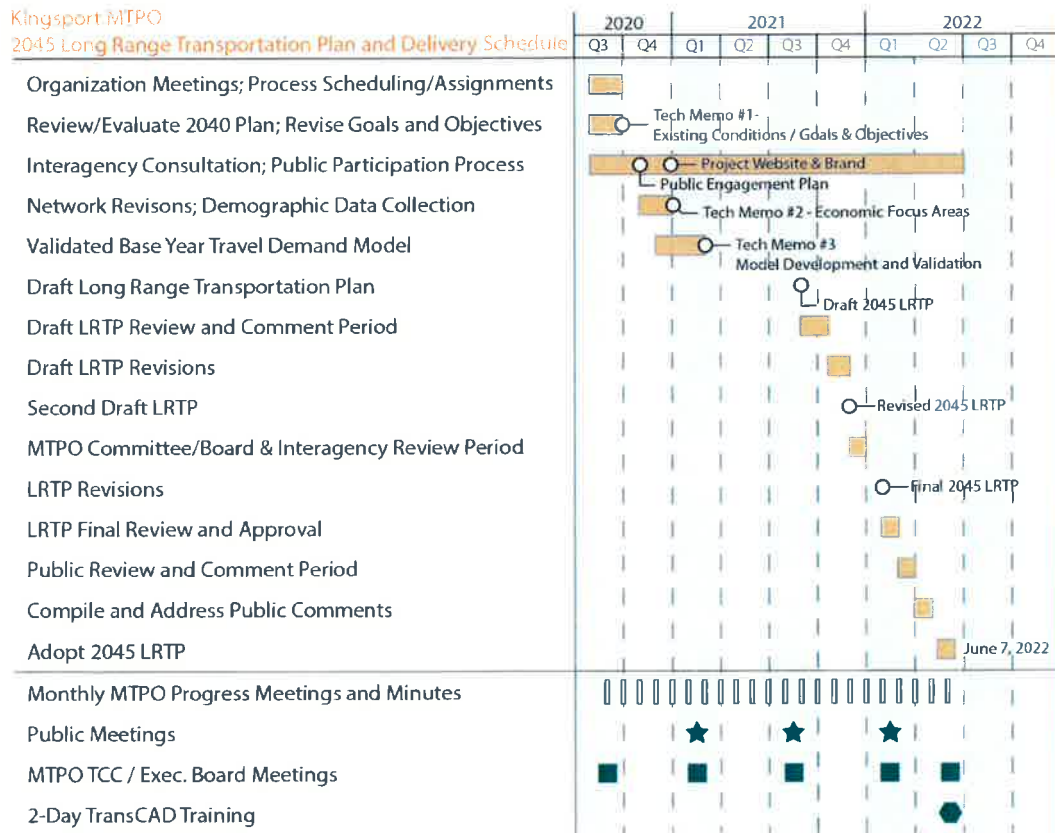 Kingsport MTPO
2045 Long Range Transportation Plan and Delivery Schedule
2020 2021 2022
Q3 Q4 Q1 Q2 Q3 Q4 Q1 Q2 Q3 Q4
Organization Meetings; Process Scheduling/Assignments
Review/Evaluate 2040 Plan; Revise Goals and Objectives
Tech Memo #1-
Existing Conditions / Goals & Objectives
Interagency Consultation; Public Participation Process
Project Website & Brand
Public Engagement Plan
Network Revisons; Demographic Data Collection
Tech Memo #2 - Economic Focus Areas
Validated Base Year Travel Demand Model
Tech Memo #3
Model Development and Validation
Draft Long Range Transportation Plan
Draft 2045 LRTP
Draft LRTP Review and Comment Period
Draft LRTP Revisions
Second Draft LRTP
Revised 2045 LRTP
MTPO Committee/Board & Interagency Review Period
LRTP Revisions
Final 2045 LRTP
LRTP Final Review and Approval
Public Review and Comment Period
Compile and Address Public Comments
Adopt 2045 LRTP
June 7, 2022
Monthly MTPO Progress Meetings and Minutes
Public Meetings
MTPO TCC / Exec. Board Meetings
2-Day TransCAD Training